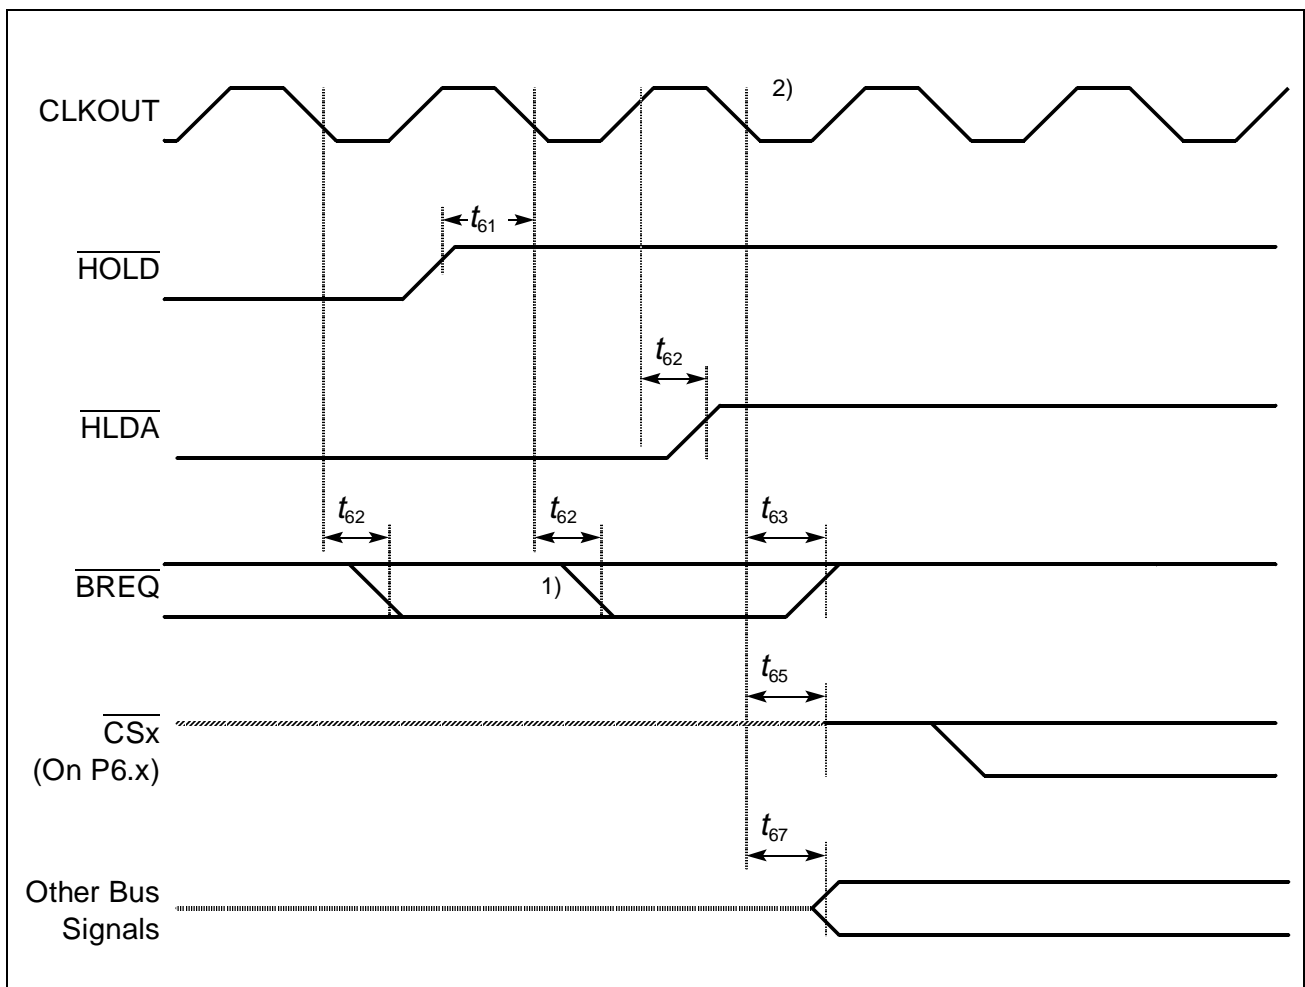 CLKOUT
2)
t61
HOLD
t62
HLDA
t62
t62
t63
BREQ
1)
t65
CSx
(On P6.x)
t67
Other Bus
Signals